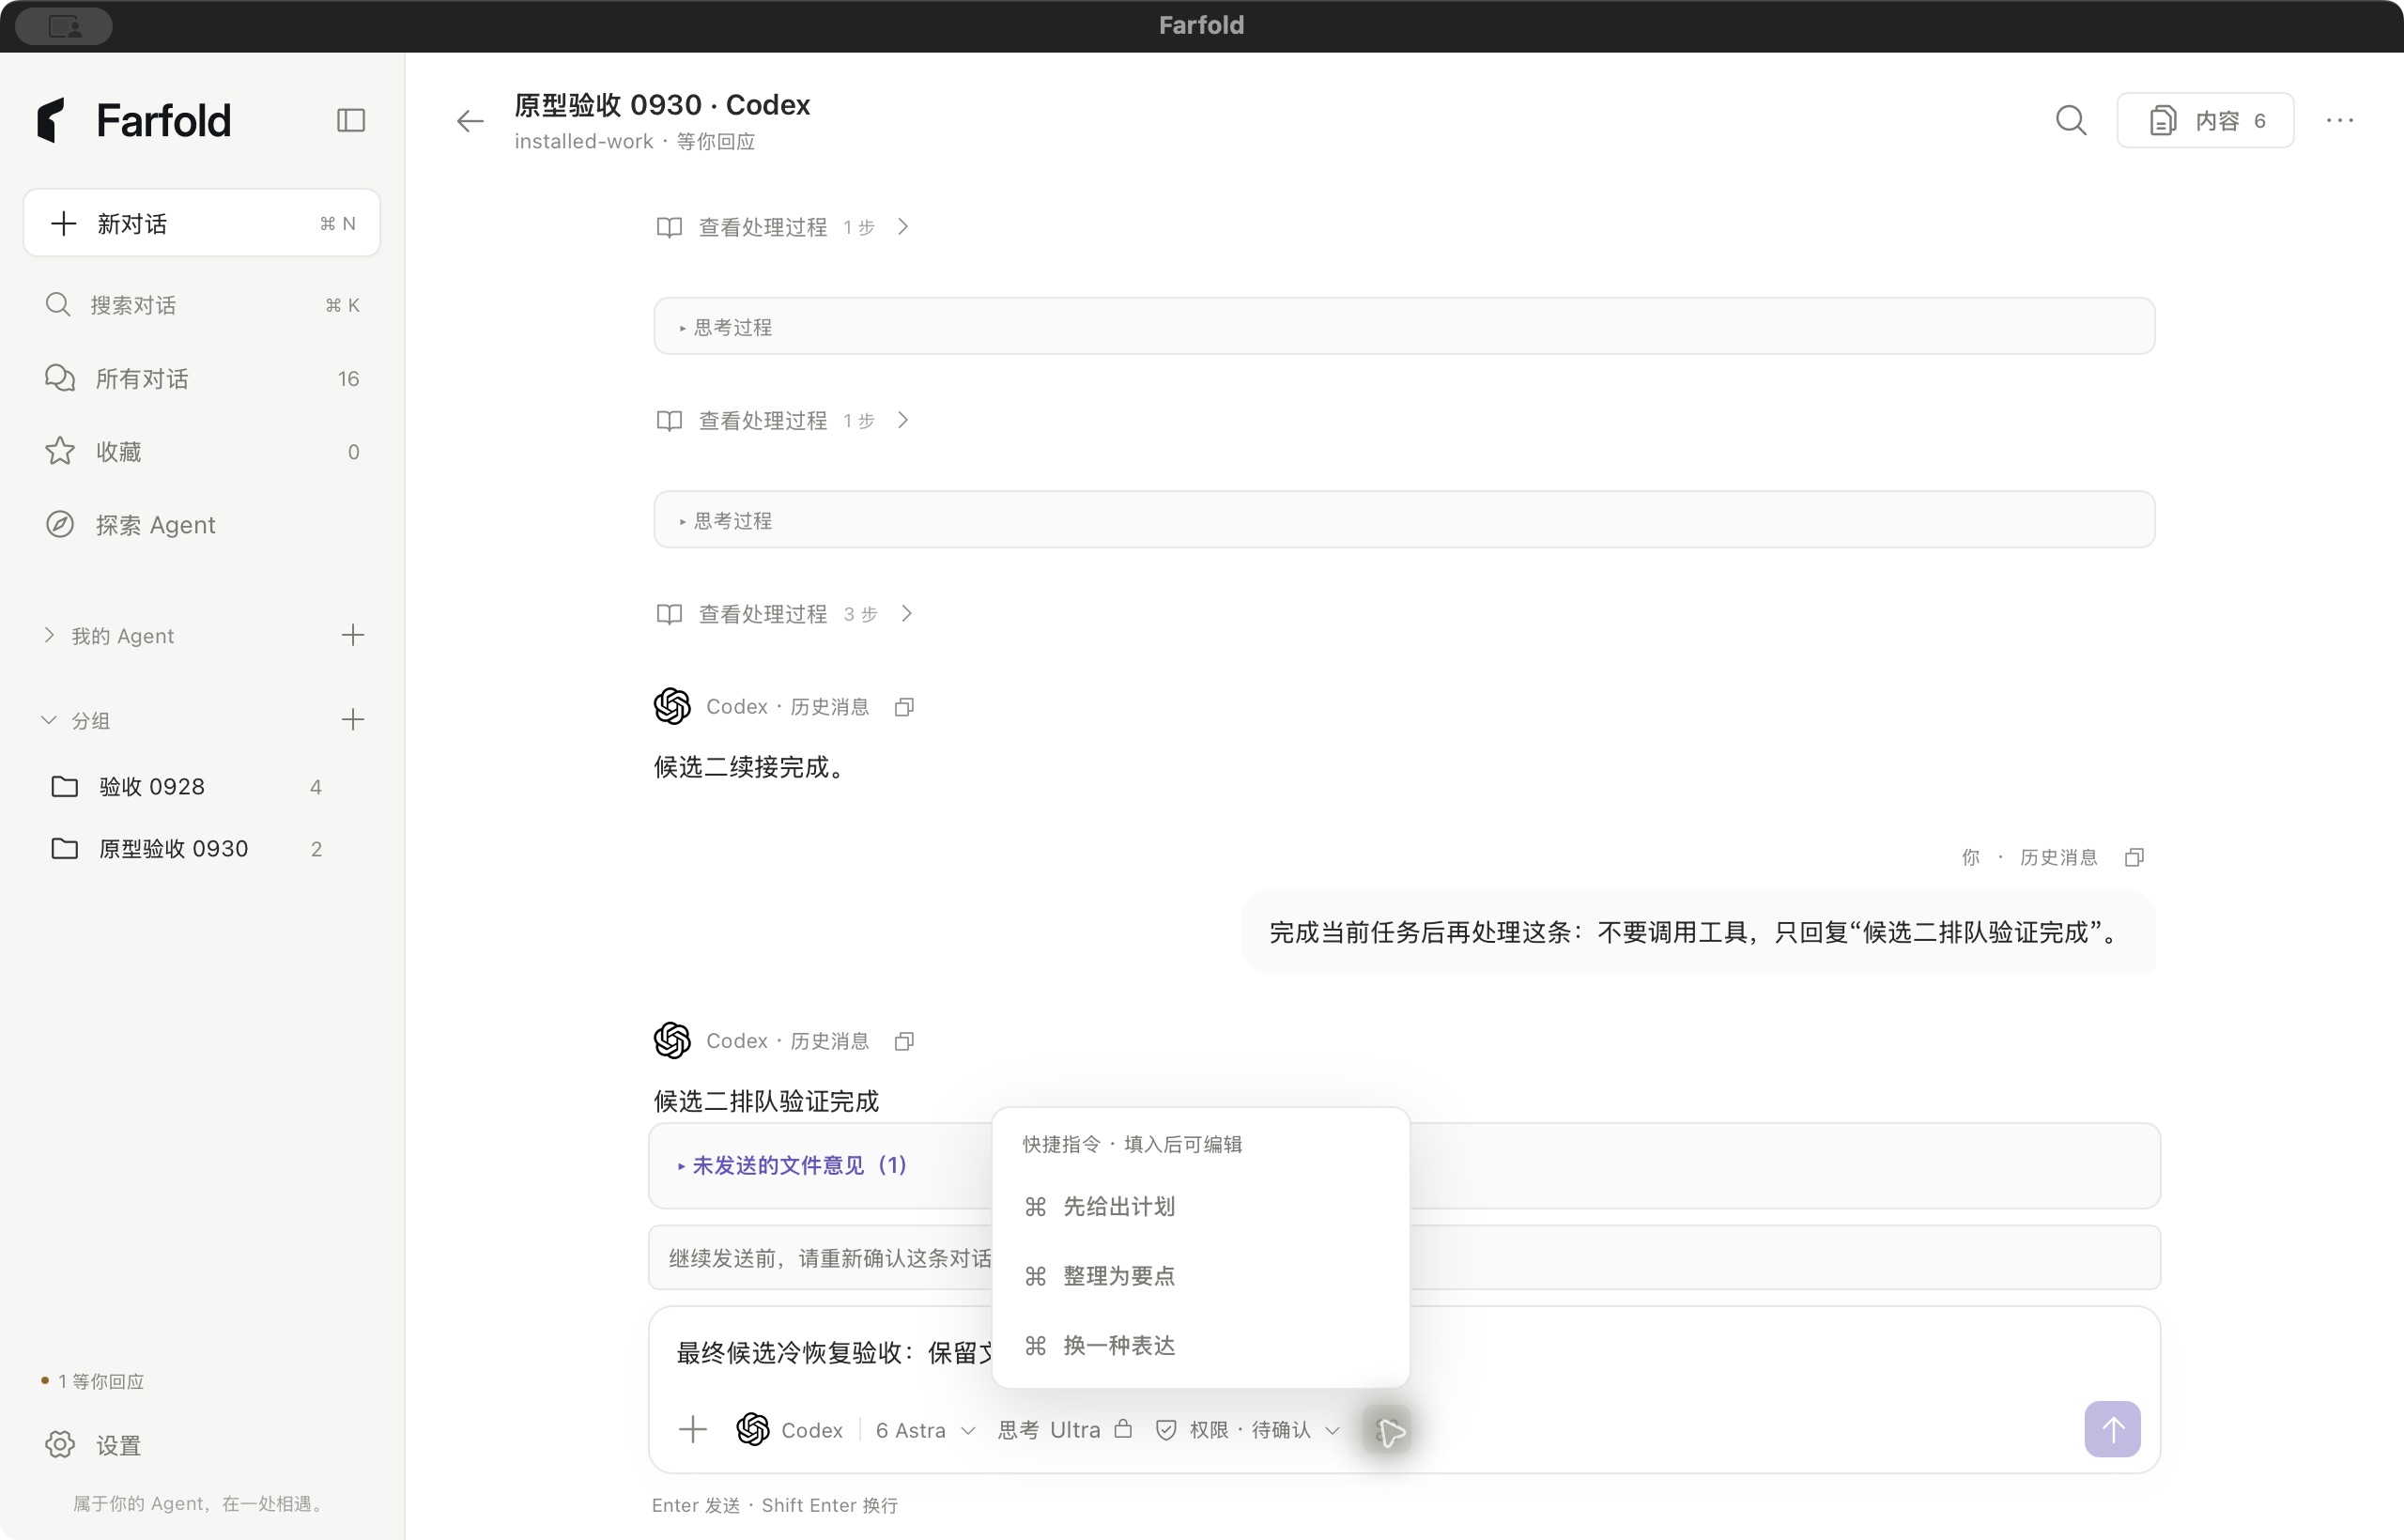 Farfold
Farfold
新对话 ⌘ N
搜索对话 ⌘ K
所有对话 16
收藏 0
探索 Agent
我的 Agent
分组
验收 0928 4
原型验收 0930 2
1 等你回应
设置
属于你的 Agent，在一处相遇。
原型验收 0930 · Codex
installed-work · 等你回应
内容 6
查看处理过程 1 步
▸ 思考过程
查看处理过程 1 步
▸ 思考过程
查看处理过程 3 步
Codex · 历史消息
候选二续接完成。
你 · 历史消息
完成当前任务后再处理这条：不要调用工具，只回复“候选二排队验证完成”。
Codex · 历史消息
候选二排队验证完成
▸ 未发送的文件意见（1）
继续发送前，请重新确认这条对话
快捷指令 · 填入后可编辑
⌘ 先给出计划
⌘ 整理为要点
⌘ 换一种表达
最终候选冷恢复验收：保留
Codex 6 Astra 思考 Ultra 权限 · 待确认
Enter 发送 · Shift Enter 换行